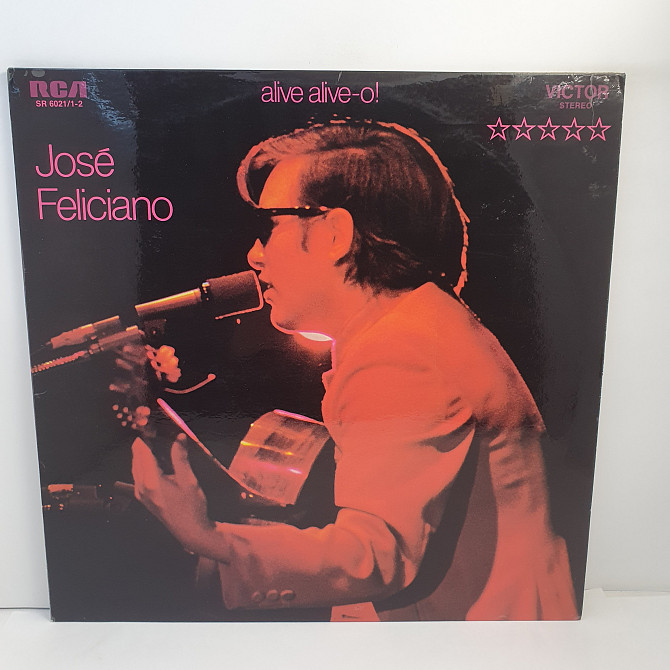 RCA
SR 6021/1-2
alive alive-o!
VICTOR
STEREO
José
Feliciano